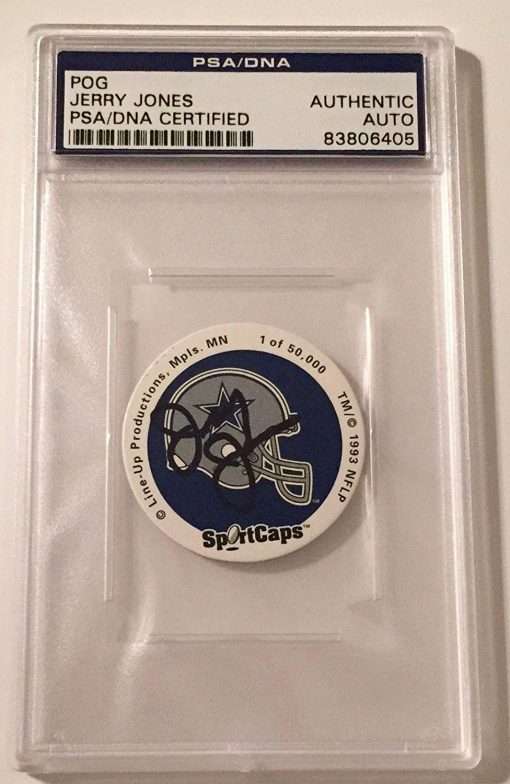 PSA/DNA
POG
JERRY JONES
PSA/DNA CERTIFIED
AUTHENTIC
AUTO
83806405
© Line-Up Productions, Mpls. MN
1 of 50,000
TM/© 1993 NFLP
SportCaps™